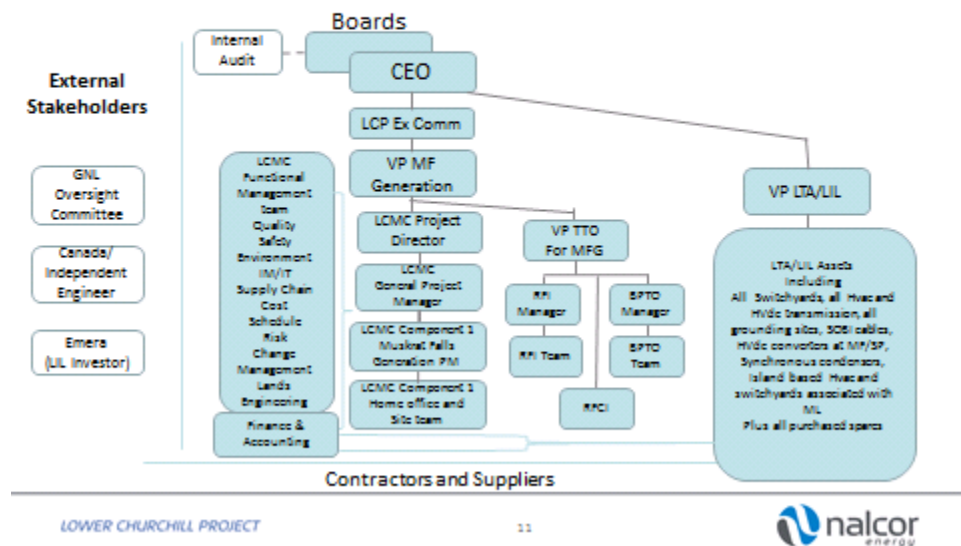 Boards
Internal
Audit
CEO
External
Stakeholders
LCP Ex Comm
LCMC
Functional
Management
team
Quality
Safety
Environment
IM/IT
Supply Chain
Cost
Schedule
Risk
Change
Management
Lands
Engineering
Finance &
Accounting
VP MF
Generation
GNL
Oversight
Committee
Canada/
Independent
Engineer
Emera
(LIL Investor)
LCMC Project
Director
LCMC
General Project
Manager
LCMC Component 1
Muskrat Falls
Generation PM
LCMC Component 1
Home office and
Site team
VP TTO
For MFG
RFI
Manager
RFI Team
BPTO Manager
BPTO
Team
RFCI
VP LTA/LIL
LTA/LIL Assets
Including
All Switchyards, all Hvac and
HVdc transmission, all
grounding sites, SOBI cables,
HVdc converters at MF/SP,
Synchronous condensers,
Island based Hvac and
switchyards associated with
ML
Plus all purchased spares
Contractors and Suppliers
LOWER CHURCHILL PROJECT
11
nalcor
energy